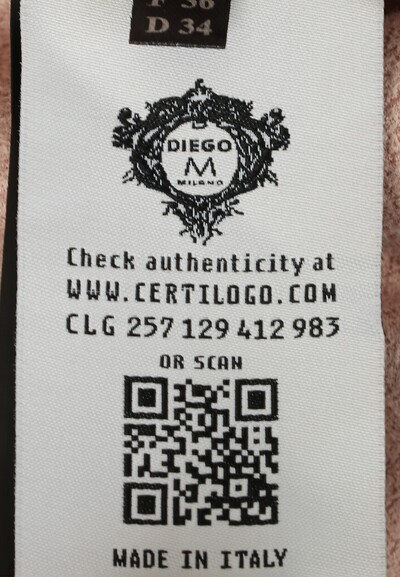 F 36
D 34
DIEGO
M
MILANO
Check authenticity at
WWW.CERTILOGO.COM
CLG 257 129 412 983
OR SCAN
MADE IN ITALY